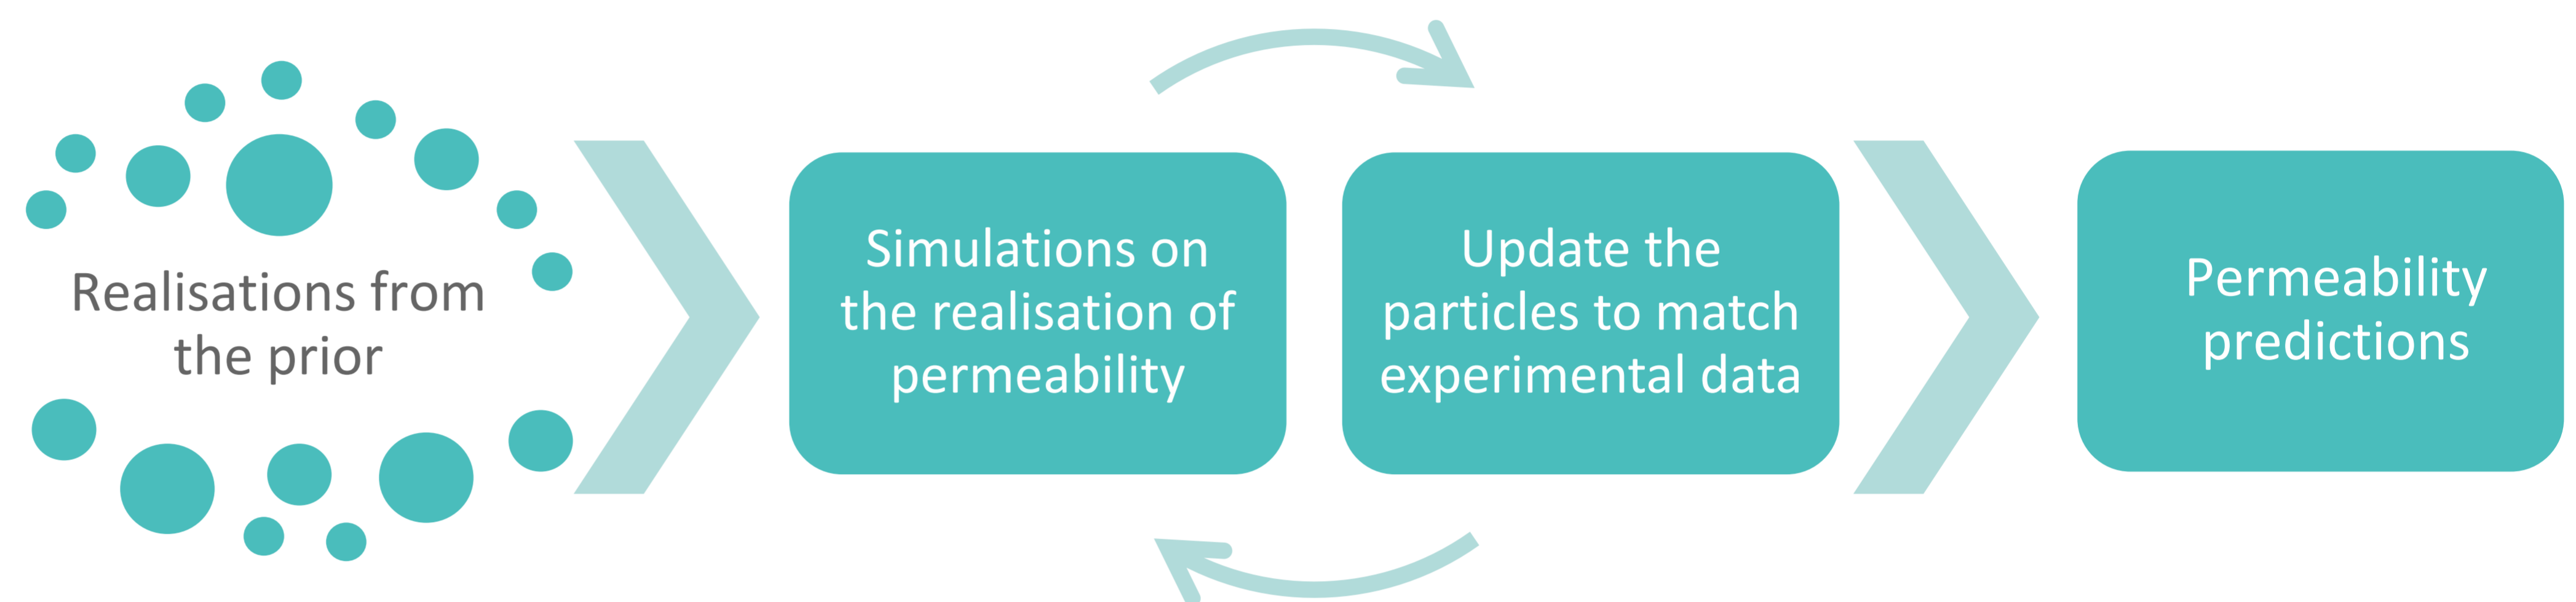 Realisations from
the prior
Simulations on
the realisation of
permeability
Update the
particles to match
experimental data
Permeability
predictions